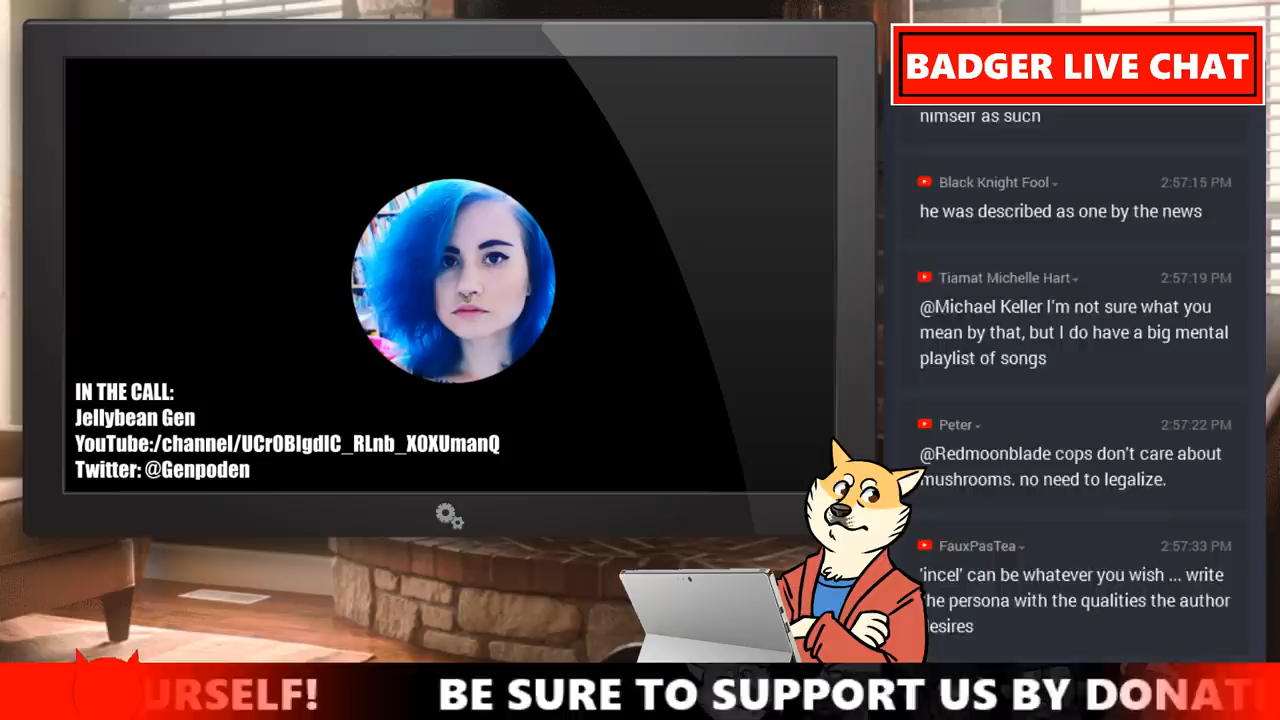 BADGER LIVE CHAT
himself as such
Black Knight Fool 2:57:15 PM
he was described as one by the news
Tiamat Michelle Hart 2:57:19 PM
@Michael Keller I'm not sure what you
mean by that, but I do have a big mental
playlist of songs
Peter 2:57:22 PM
@Redmoonblade cops don't care about
mushrooms. no need to legalize.
FauxPasTea 2:57:33 PM
'incel' can be whatever you wish ... write
the persona with the qualities the author
desires
IN THE CALL:
Jellybean Gen
YouTube:/channel/UCrOBIgdIC_RLnb_XOXUmanQ
Twitter: @Genpoden
URSELF! BE SURE TO SUPPORT US BY DONATI